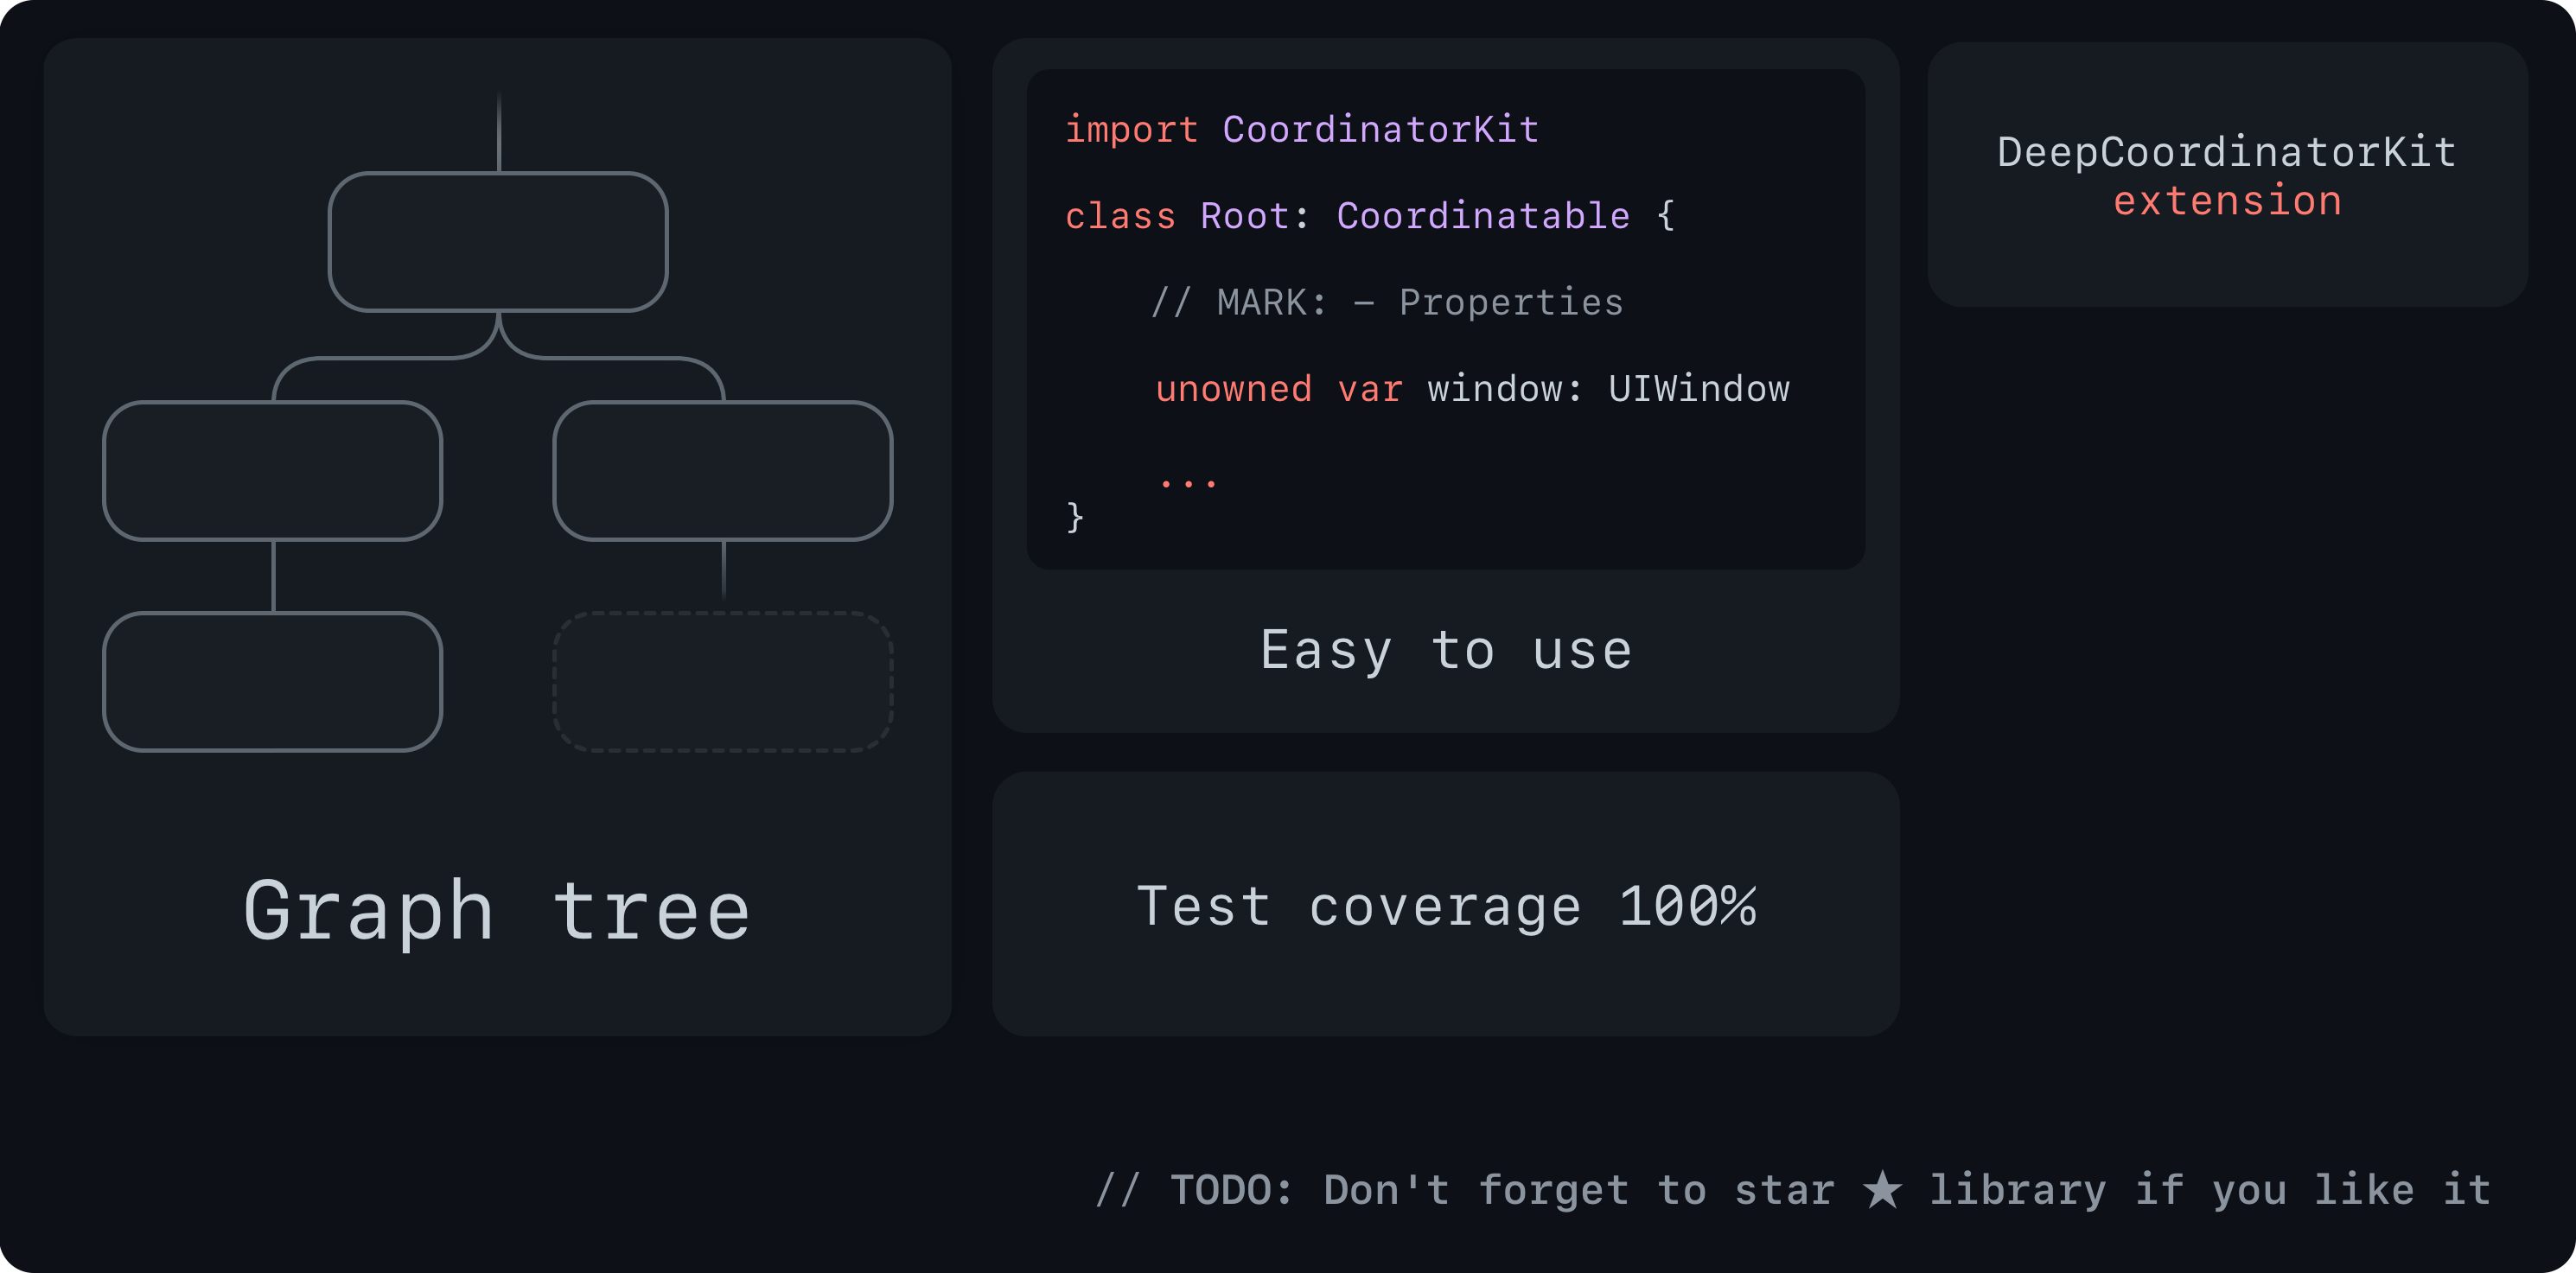 Graph tree
import CoordinatorKit
class Root: Coordinatable {
// MARK: – Properties
unowned var window: UIWindow
...
}
Easy to use
Test coverage 100%
DeepCoordinatorKit
extension
// TODO: Don't forget to star ★ library if you like it